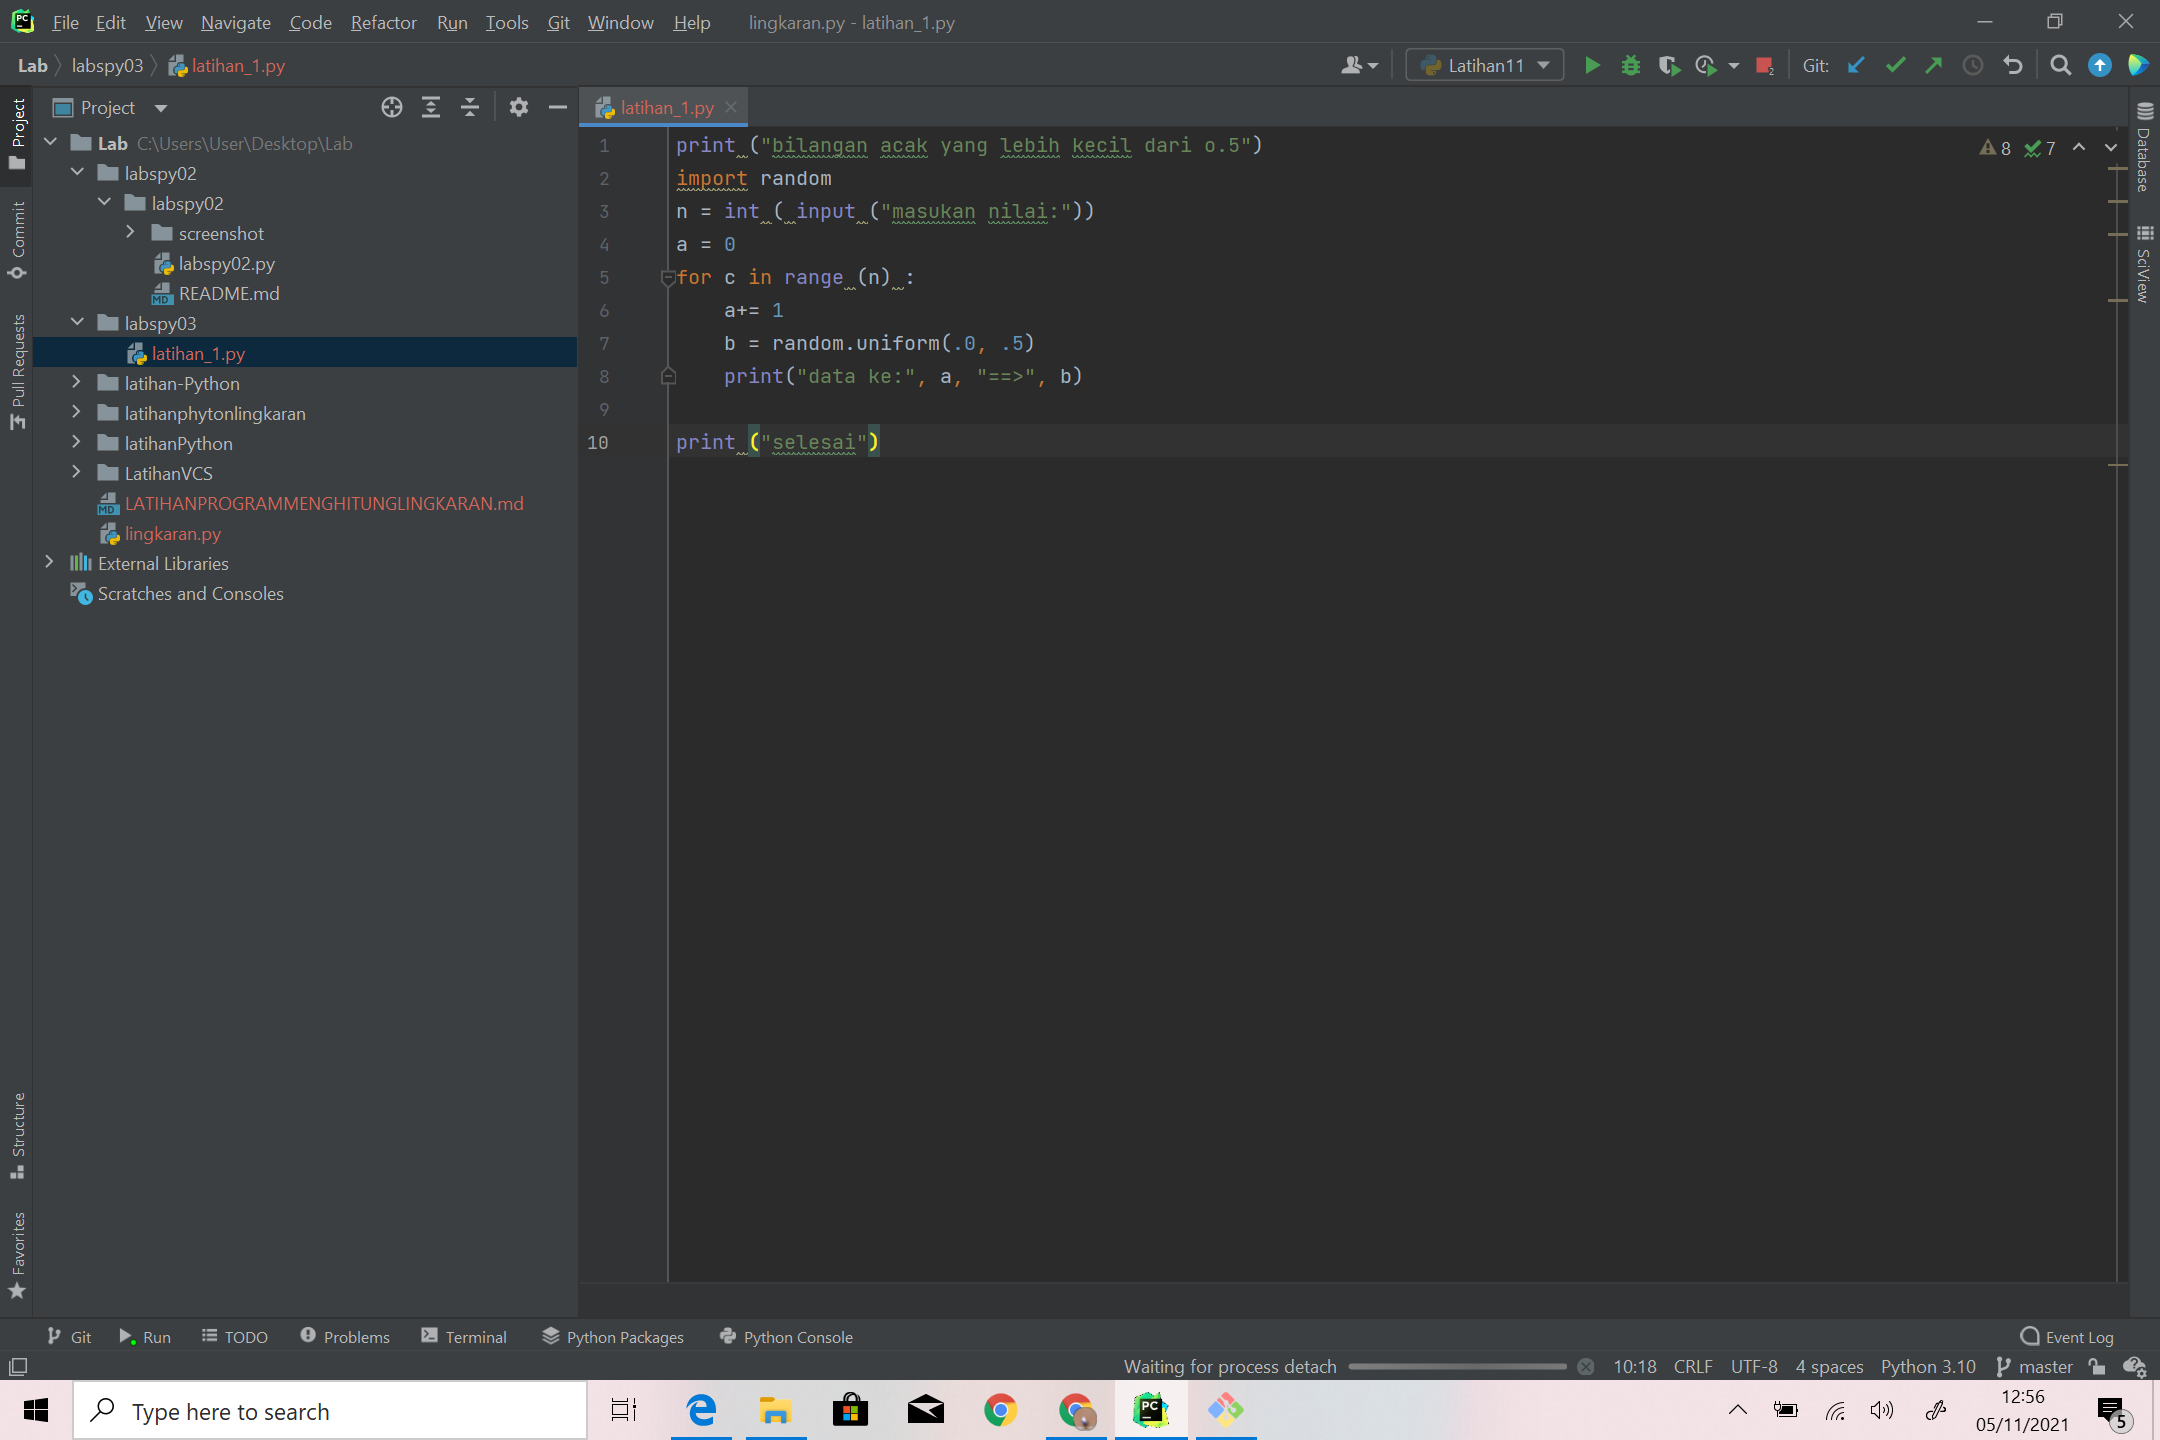 File Edit View Navigate Code Refactor Run Tools Git Window Help lingkaran.py - latihan_1.py
Lab labspy03 latihan_1.py Latihan11 2 Git:
Project
latihan_1.py
Lab C:\Users\User\Desktop\Lab
labspy02
labspy02
screenshot
labspy02.py
README.md
labspy03
latihan_1.py
latihan-Python
latihanphytonlingkaran
latihanPython
LatihanVCS
LATIHANPROGRAMMENGHITUNGLINGKARAN.md
lingkaran.py
External Libraries
Scratches and Consoles
1 print ("bilangan acak yang lebih kecil dari o.5")
2 import random
3 n = int ( input ("masukan nilai:"))
4 a = 0
5 for c in range (n) :
6 a+= 1
7 b = random.uniform(.0, .5)
8 print("data ke:", a, "==>", b)
9
10 print ("selesai")
8 7
Project
Commit
Pull Requests
Structure
Favorites
Database
SciView
Git Run TODO Problems Terminal Python Packages Python Console Event Log
Waiting for process detach 10:18 CRLF UTF-8 4 spaces Python 3.10 master
Type here to search
12:56
05/11/2021
5